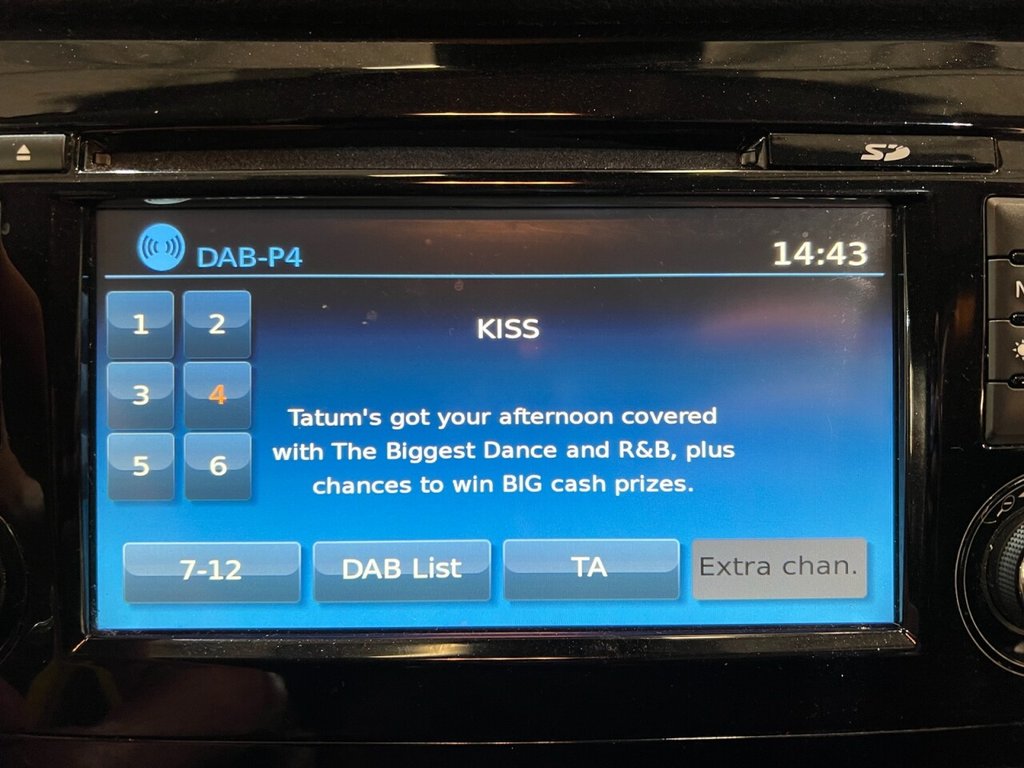 SD
DAB-P4
14:43
1 2
KISS
3 4
Tatum's got your afternoon covered
with The Biggest Dance and R&B, plus
5 6
chances to win BIG cash prizes.
7-12 DAB List TA Extra chan.